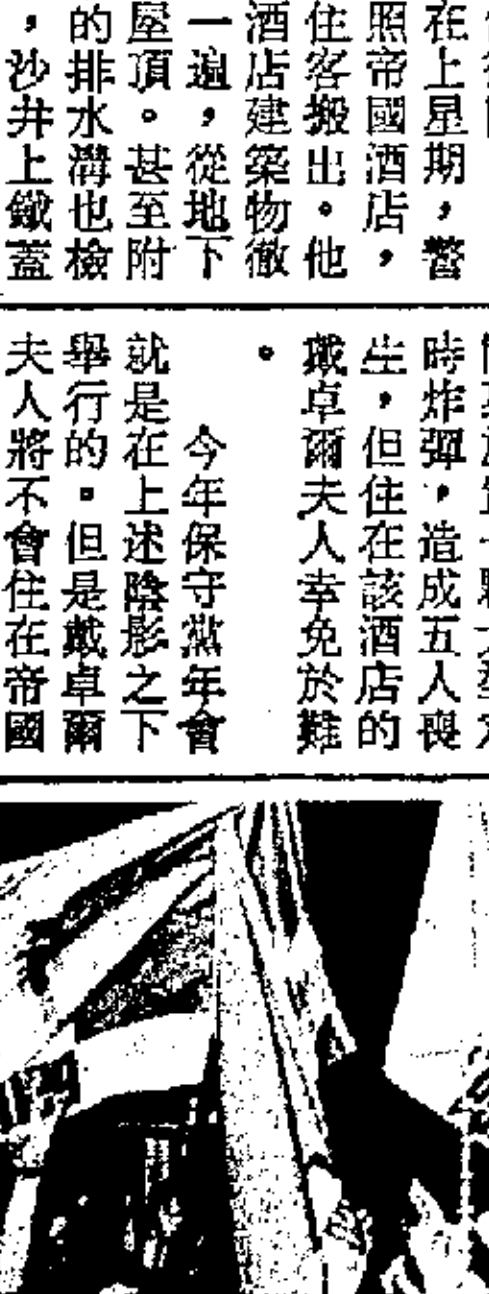 在上星期，警
照帝國酒店，
住客搬出。他
酒店建築物徹
一遍，從地下
屋頂。甚至附
的排水溝也檢
，沙井上鐵蓋
時炸彈，造成五人喪
生，但住在該酒店的
戴卓爾夫人幸免於難
。
今年保守黨年會
就是在上述陰影之下
舉行的。但是戴卓爾
夫人將不會住在帝國